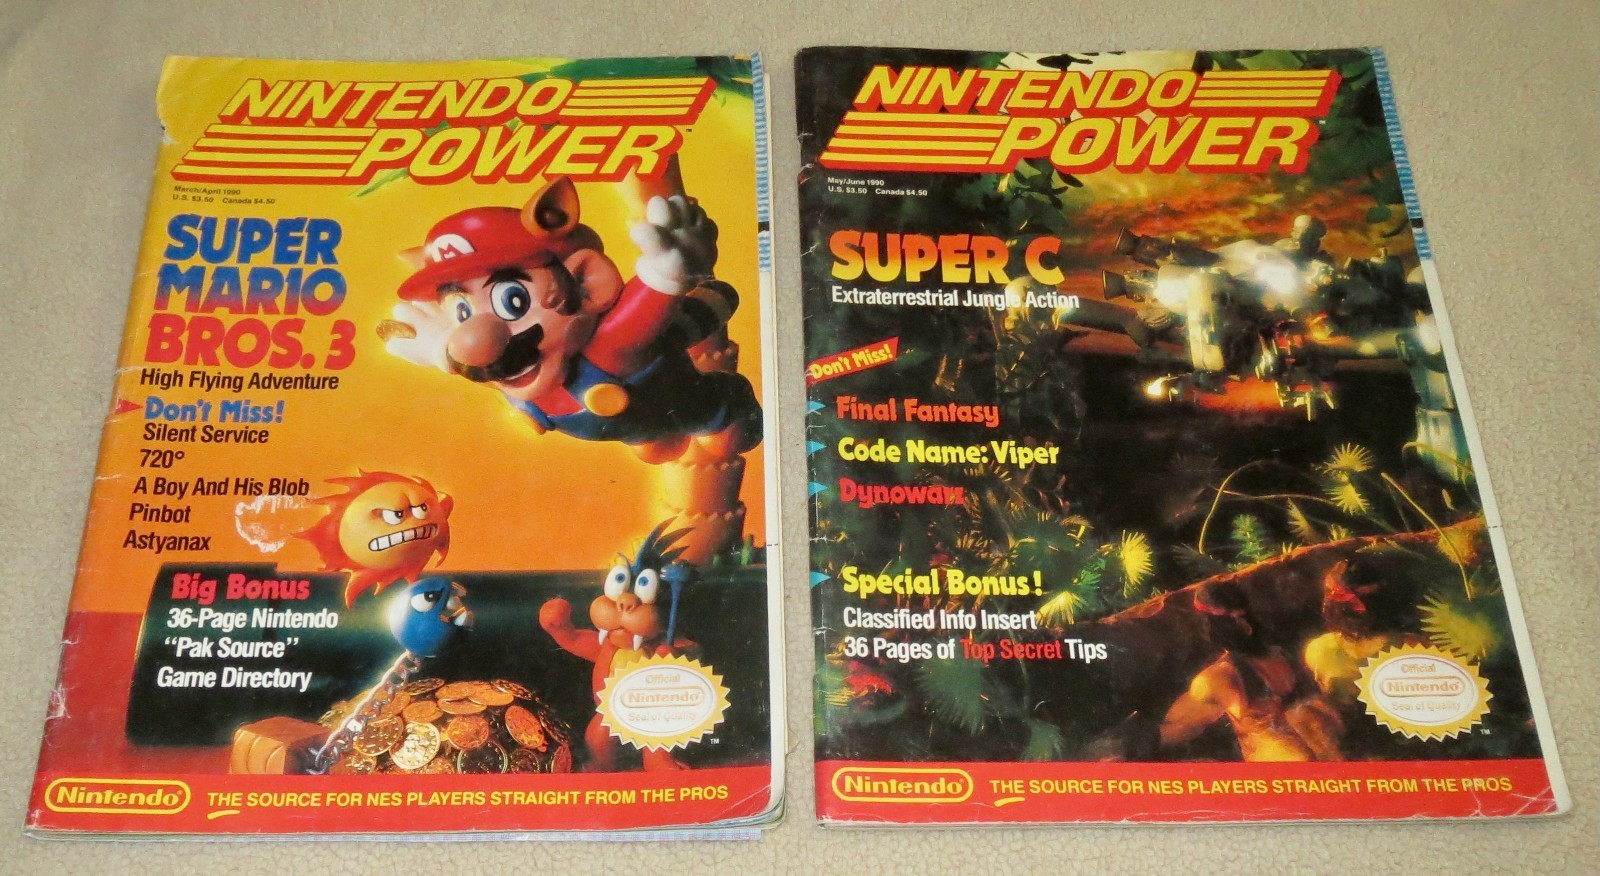 NINTENDO
POWER™
March/April 1990
U.S. $3.50 Canada $4.50
SUPER
MARIO
BROS. 3
High Flying Adventure
Don't Miss!
Silent Service
720°
A Boy And His Blob
Pinbot
Astyanax
Big Bonus
36-Page Nintendo
“Pak Source”
Game Directory
M
Official
Nintendo®
Seal of Quality
TM
Nintendo®
THE SOURCE FOR NES PLAYERS STRAIGHT FROM THE PROS
NINTENDO
POWER™
May/June 1990
U.S. $3.50 Canada $4.50
SUPER C
Extraterrestrial Jungle Action
Don't Miss!
Final Fantasy
Code Name: Viper
Dynowarz
Special Bonus!
Classified Info Insert
36 Pages of Top Secret Tips
Official
Nintendo®
Seal of Quality
TM
Nintendo®
THE SOURCE FOR NES PLAYERS STRAIGHT FROM THE PROS